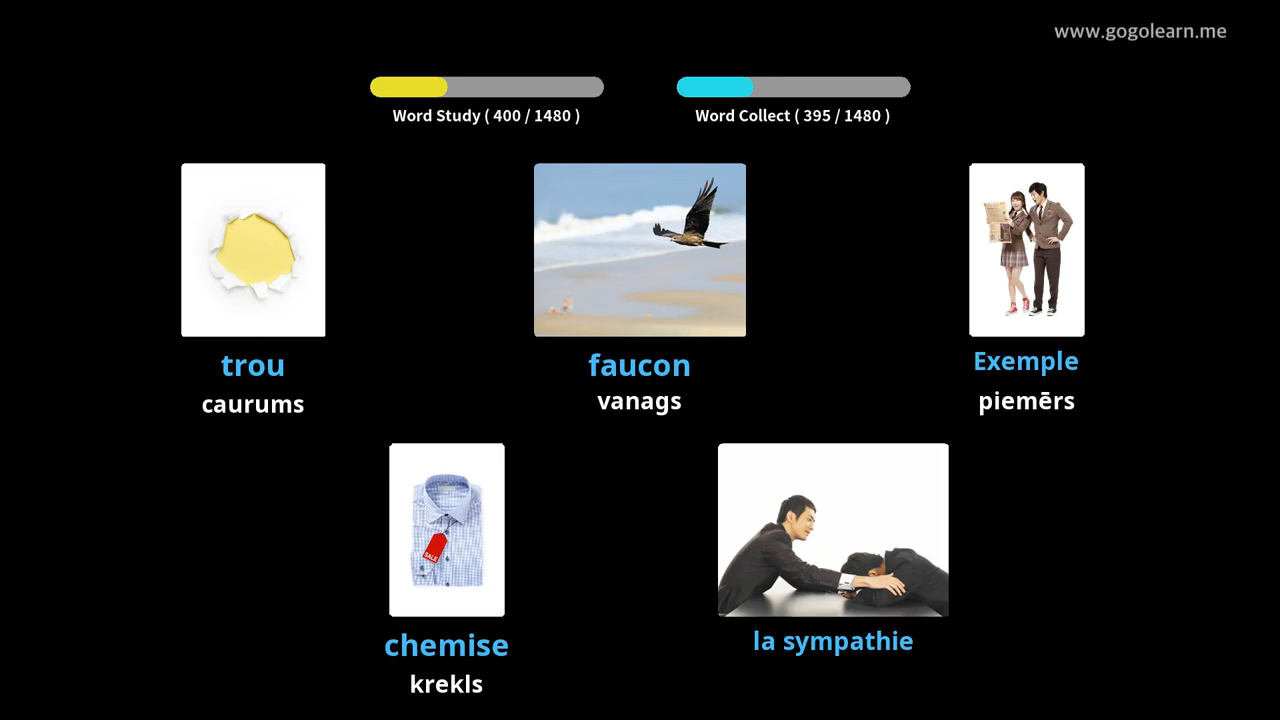 www.gogolearn.me
Word Study ( 400 / 1480 )
Word Collect ( 395 / 1480 )
trou
caurums
faucon
vanags
Exemple
piemērs
SALE
chemise
krekls
la sympathie